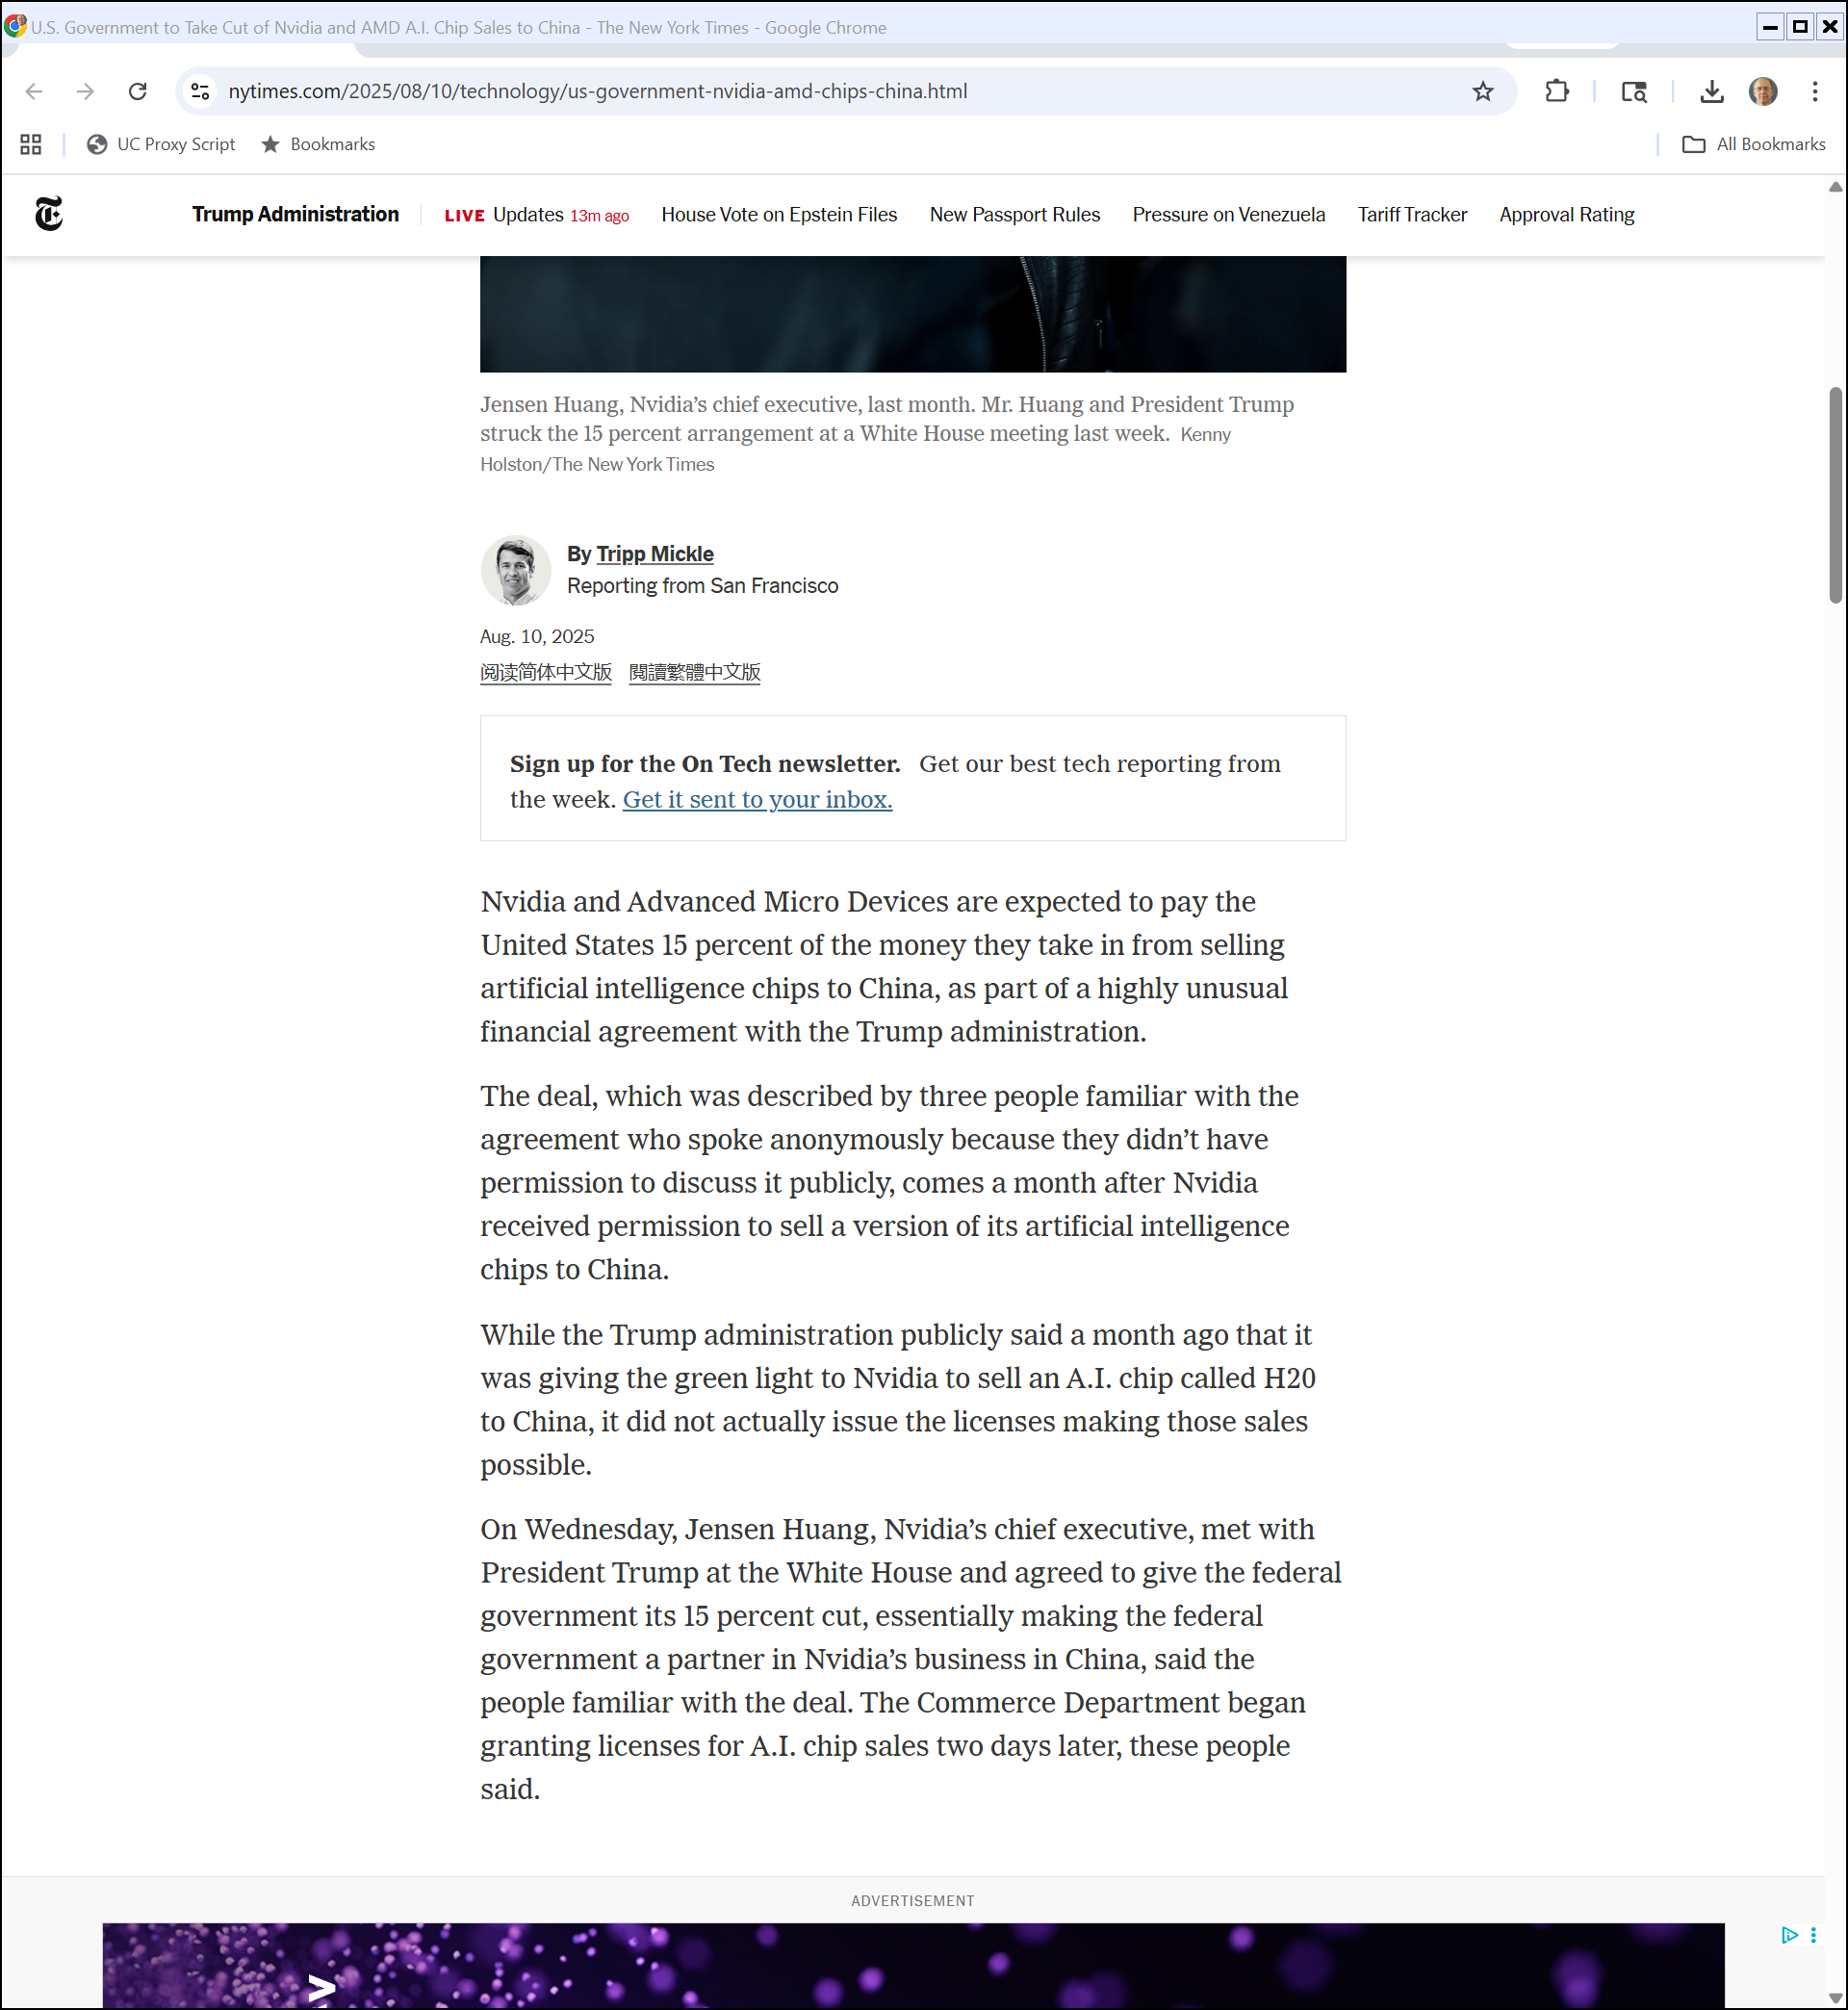 U.S. Government to Take Cut of Nvidia and AMD A.I. Chip Sales to China - The New York Times - Google Chrome
nytimes.com/2025/08/10/technology/us-government-nvidia-amd-chips-china.html
UC Proxy Script Bookmarks All Bookmarks
Trump Administration LIVE Updates 13m ago House Vote on Epstein Files New Passport Rules Pressure on Venezuela Tariff Tracker Approval Rating
Jensen Huang, Nvidia’s chief executive, last month. Mr. Huang and President Trump
struck the 15 percent arrangement at a White House meeting last week. Kenny
Holston/The New York Times
By Tripp Mickle
Reporting from San Francisco
Aug. 10, 2025
阅读简体中文版 閱讀繁體中文版
Sign up for the On Tech newsletter. Get our best tech reporting from
the week. Get it sent to your inbox.
Nvidia and Advanced Micro Devices are expected to pay the
United States 15 percent of the money they take in from selling
artificial intelligence chips to China, as part of a highly unusual
financial agreement with the Trump administration.
The deal, which was described by three people familiar with the
agreement who spoke anonymously because they didn’t have
permission to discuss it publicly, comes a month after Nvidia
received permission to sell a version of its artificial intelligence
chips to China.
While the Trump administration publicly said a month ago that it
was giving the green light to Nvidia to sell an A.I. chip called H20
to China, it did not actually issue the licenses making those sales
possible.
On Wednesday, Jensen Huang, Nvidia’s chief executive, met with
President Trump at the White House and agreed to give the federal
government its 15 percent cut, essentially making the federal
government a partner in Nvidia’s business in China, said the
people familiar with the deal. The Commerce Department began
granting licenses for A.I. chip sales two days later, these people
said.
ADVERTISEMENT